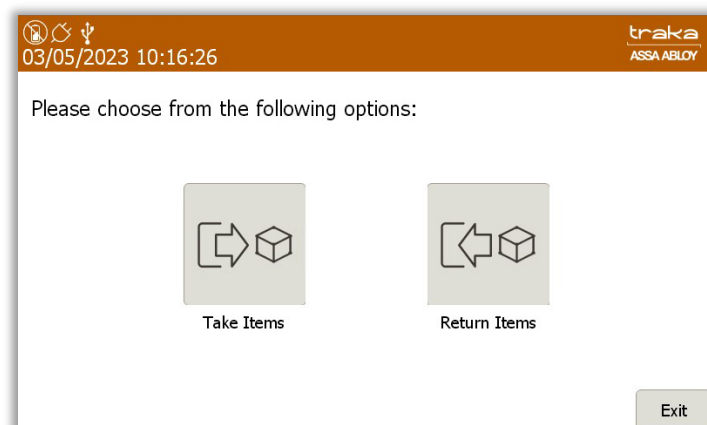 traka
03/05/2023 10:16:26
ASSA ABLOY
Please choose from the following options:
Take Items
Return Items
Exit